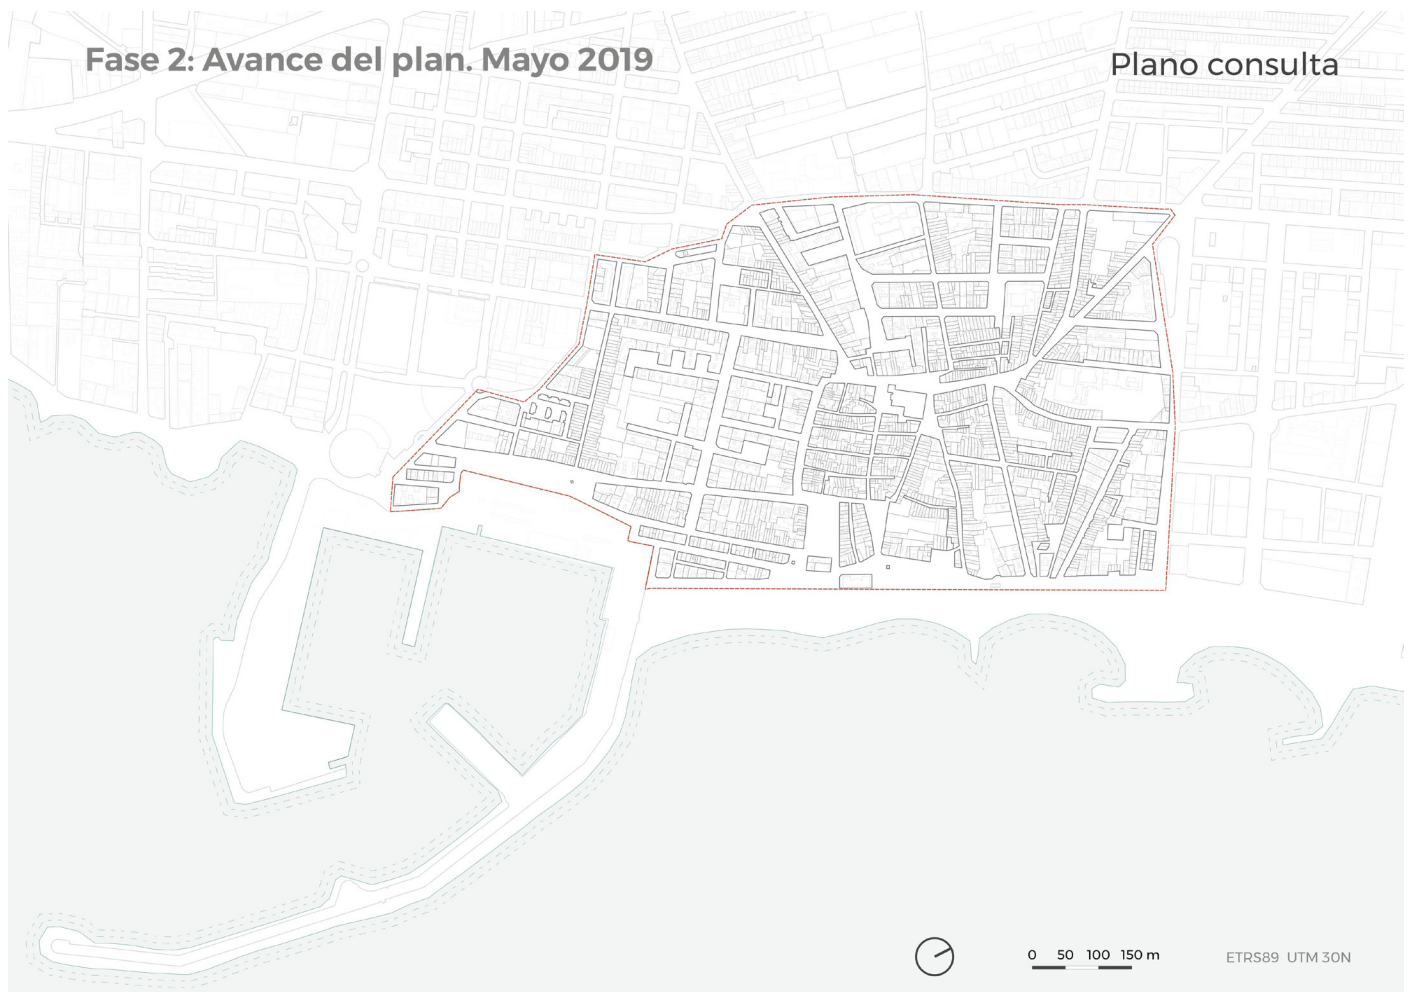 Fase 2: Avance del plan. Mayo 2019
Plano consulta
0 50 100 150 m
ETRS89 UTM 30N